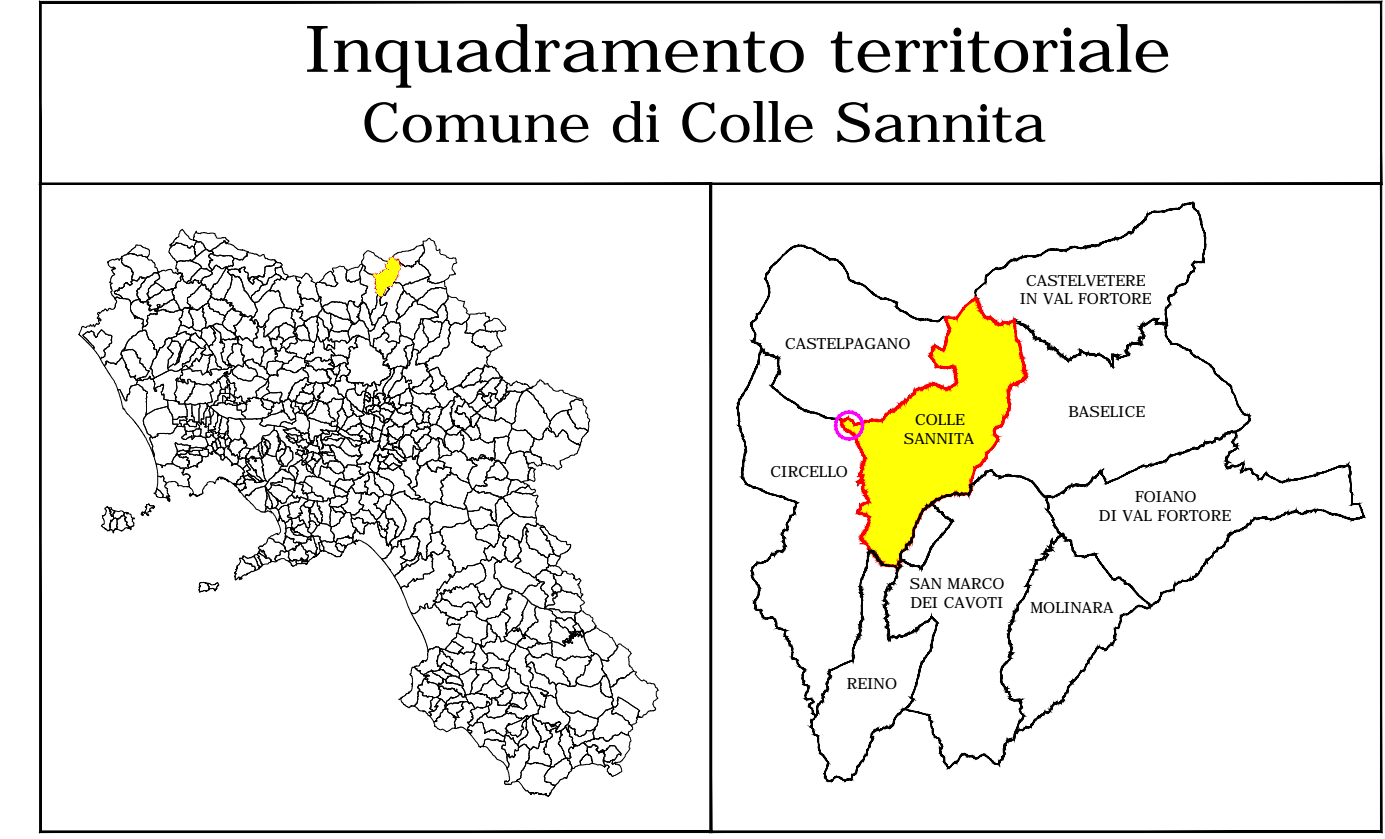 Inquadramento territoriale
Comune di Colle Sannita
CASTELVETERE
IN VAL FORTORE
CASTELPAGANO
BASELICE
COLLE
SANNITA
CIRCELLO
FOIANO
DI VAL FORTORE
SAN MARCO
DEI CAVOTI
MOLINARA
REINO